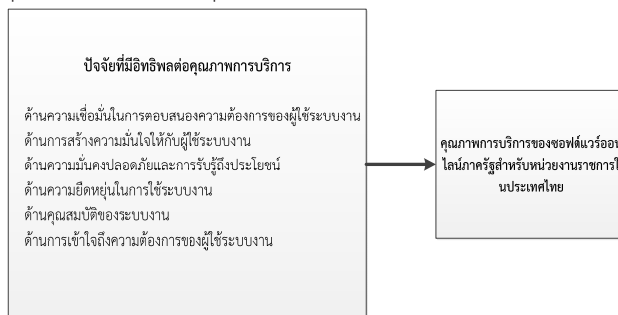 ปัจจัยที่มีอิทธิพลต่อคุณภาพการบริการ
ด้านความเชื่อมั่นในการตอบสนองความต้องการของผู้ใช้ระบบงาน
ด้านการสร้างความมั่นใจให้กับผู้ใช้ระบบงาน
ด้านความมั่นคงปลอดภัยและการรับรู้ถึงประโยชน์
ด้านความยืดหยุ่นในการใช้ระบบงาน
ด้านคุณสมบัติของระบบงาน
ด้านการเข้าใจถึงความต้องการของผู้ใช้ระบบงาน
คุณภาพการบริการของซอฟต์แวร์ออน
ไลน์ภาครัฐสำหรับหน่วยงานราชการใ
นประเทศไทย